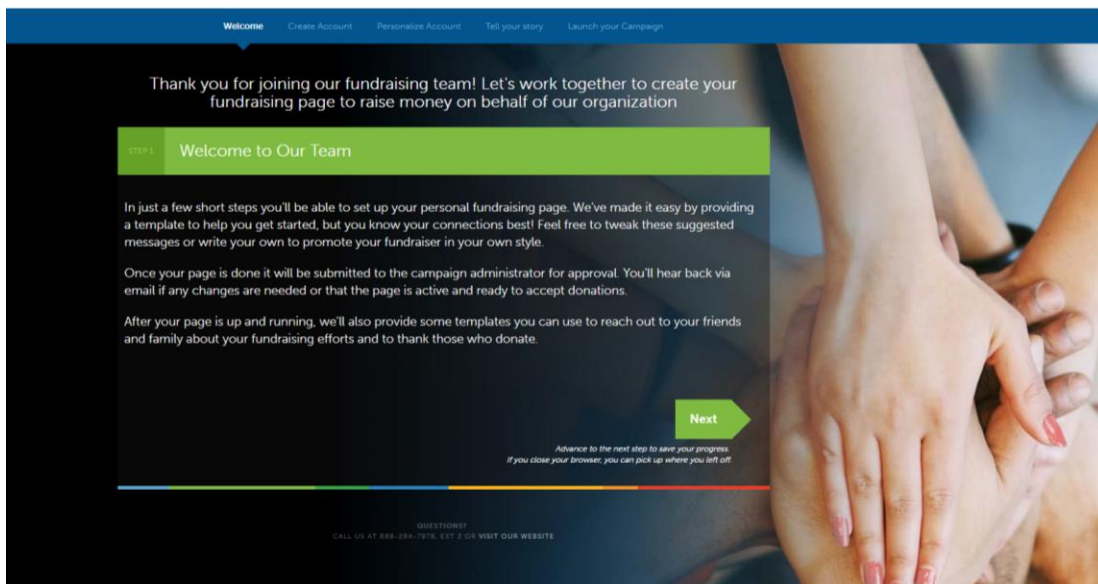 Welcome Create Account Personalize Account Tell your story Launch your Campaign
Thank you for joining our fundraising team! Let's work together to create your
fundraising page to raise money on behalf of our organization
STEP 1 Welcome to Our Team
In just a few short steps you'll be able to set up your personal fundraising page. We've made it easy by providing
a template to help you get started, but you know your connections best! Feel free to tweak these suggested
messages or write your own to promote your fundraiser in your own style.
Once your page is done it will be submitted to the campaign administrator for approval. You'll hear back via
email if any changes are needed or that the page is active and ready to accept donations.
After your page is up and running, we'll also provide some templates you can use to reach out to your friends
and family about your fundraising efforts and to thank those who donate.
Next
Advance to the next step to save your progress.
If you close your browser, you can pick up where you left off.
QUESTIONS?
CALL US AT 888-284-7978, EXT 2 OR VISIT OUR WEBSITE